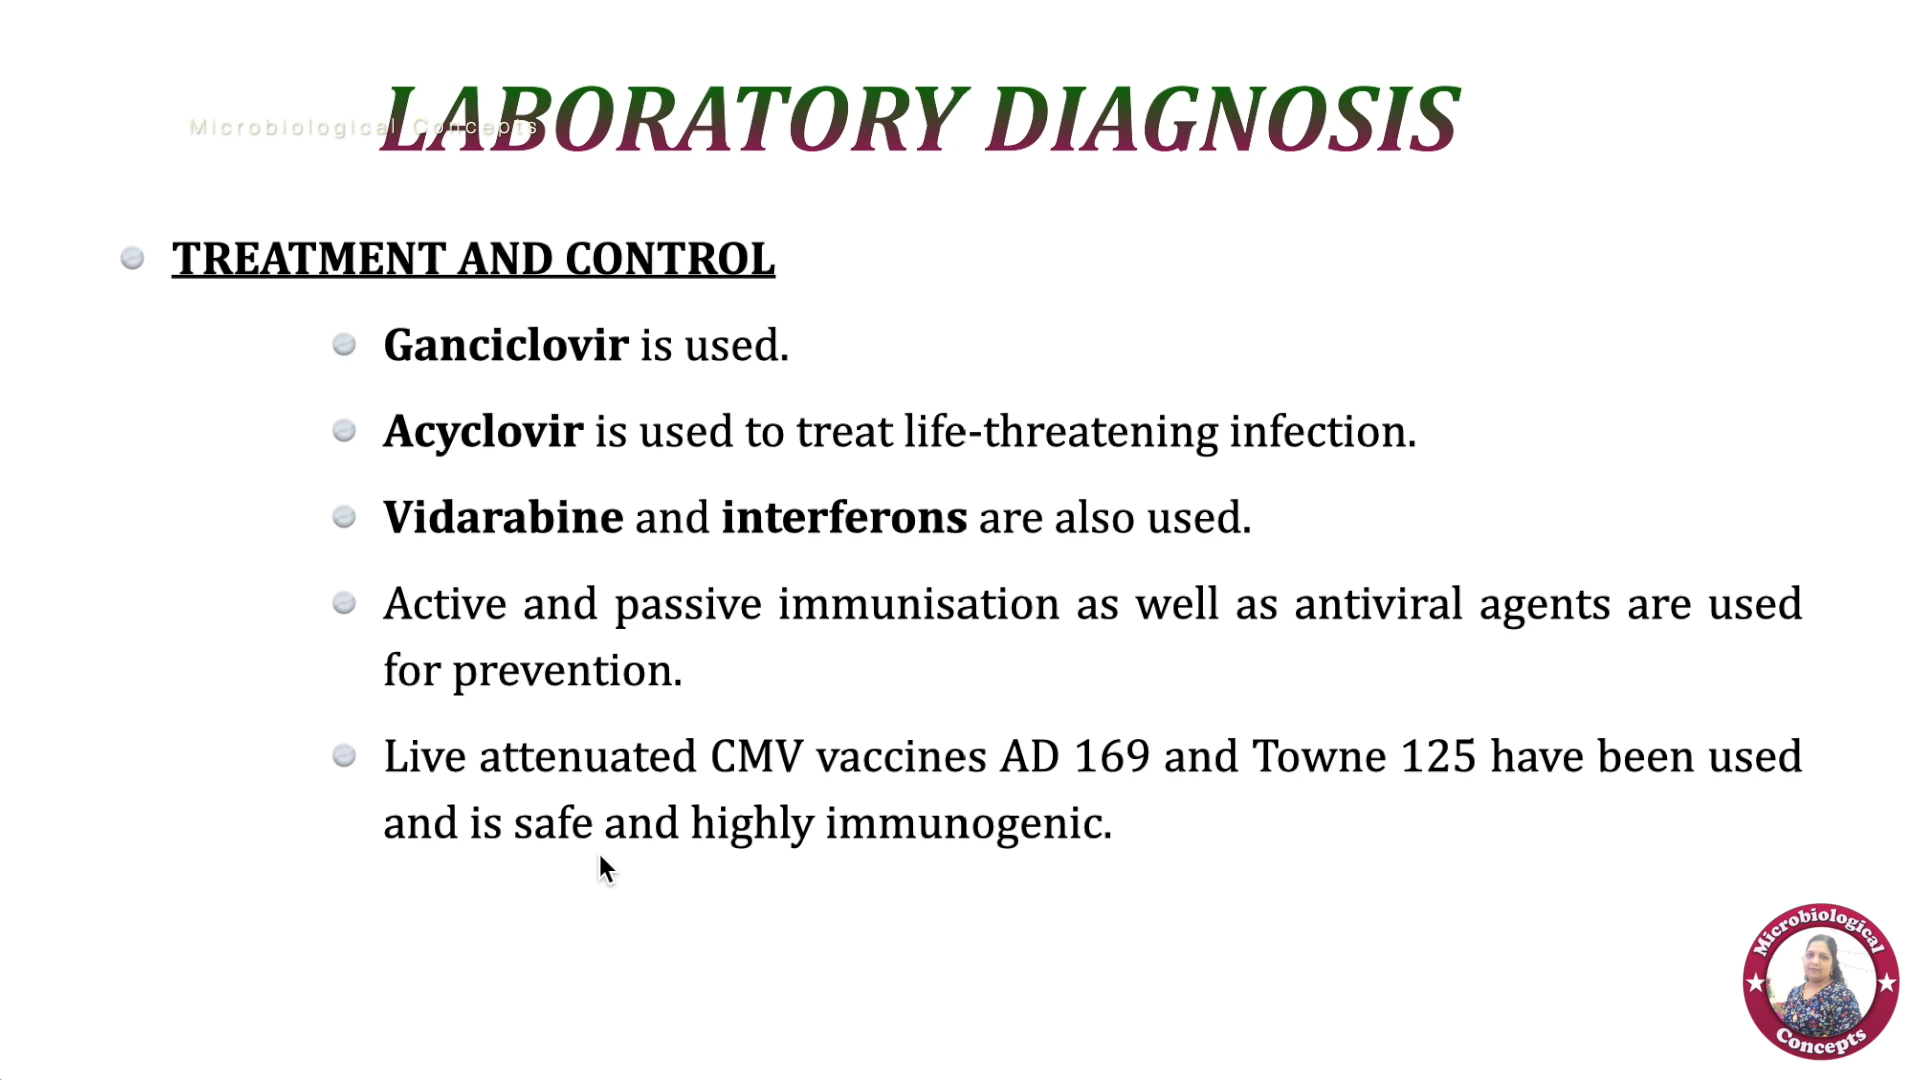 LABORATORY DIAGNOSIS
Microbiological Concepts
TREATMENT AND CONTROL
Ganciclovir is used.
Acyclovir is used to treat life-threatening infection.
Vidarabine and interferons are also used.
Active and passive immunisation as well as antiviral agents are used
for prevention.
Live attenuated CMV vaccines AD 169 and Towne 125 have been used
and is safe and highly immunogenic.
Microbiological
Concepts